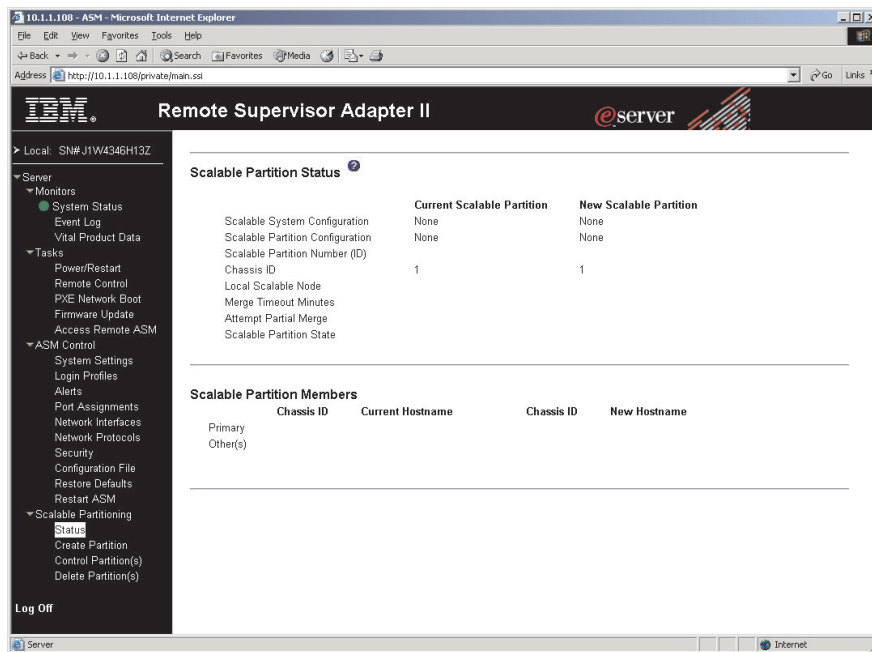 10.1.1.108 - ASM - Microsoft Internet Explorer
File Edit View Favorites Tools Help
Back Search Favorites Media
Address http://10.1.1.108/private/main.ssi Go Links
IBM. Remote Supervisor Adapter II @server
Local: SN# J1W4346H13Z
Server
Monitors
System Status
Event Log
Vital Product Data
Tasks
Power/Restart
Remote Control
PXE Network Boot
Firmware Update
Access Remote ASM
ASM Control
System Settings
Login Profiles
Alerts
Port Assignments
Network Interfaces
Network Protocols
Security
Configuration File
Restore Defaults
Restart ASM
Scalable Partitioning
Status
Create Partition
Control Partition(s)
Delete Partition(s)
Log Off
Scalable Partition Status ?
Current Scalable Partition New Scalable Partition
Scalable System Configuration None None
Scalable Partition Configuration None None
Scalable Partition Number (ID)
Chassis ID 1 1
Local Scalable Node
Merge Timeout Minutes
Attempt Partial Merge
Scalable Partition State
Scalable Partition Members
Chassis ID Current Hostname Chassis ID New Hostname
Primary
Other(s)
Server Internet